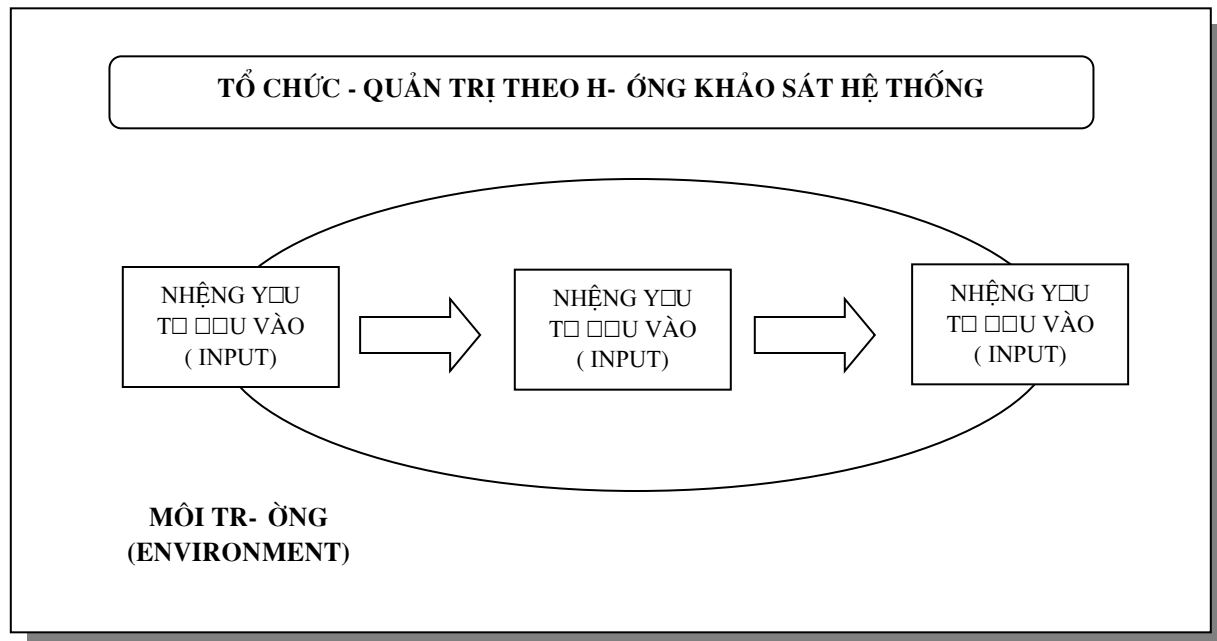 TỔ CHỨC - QUẢN TRỊ THEO H- ỚNG KHẢO SÁT HỆ THỐNG
NHỆNG Y□U
T□ □□U VÀO
( INPUT)
NHỆNG Y□U
T□ □□U VÀO
( INPUT)
NHỆNG Y□U
T□ □□U VÀO
( INPUT)
MÔI TR- ỜNG
(ENVIRONMENT)